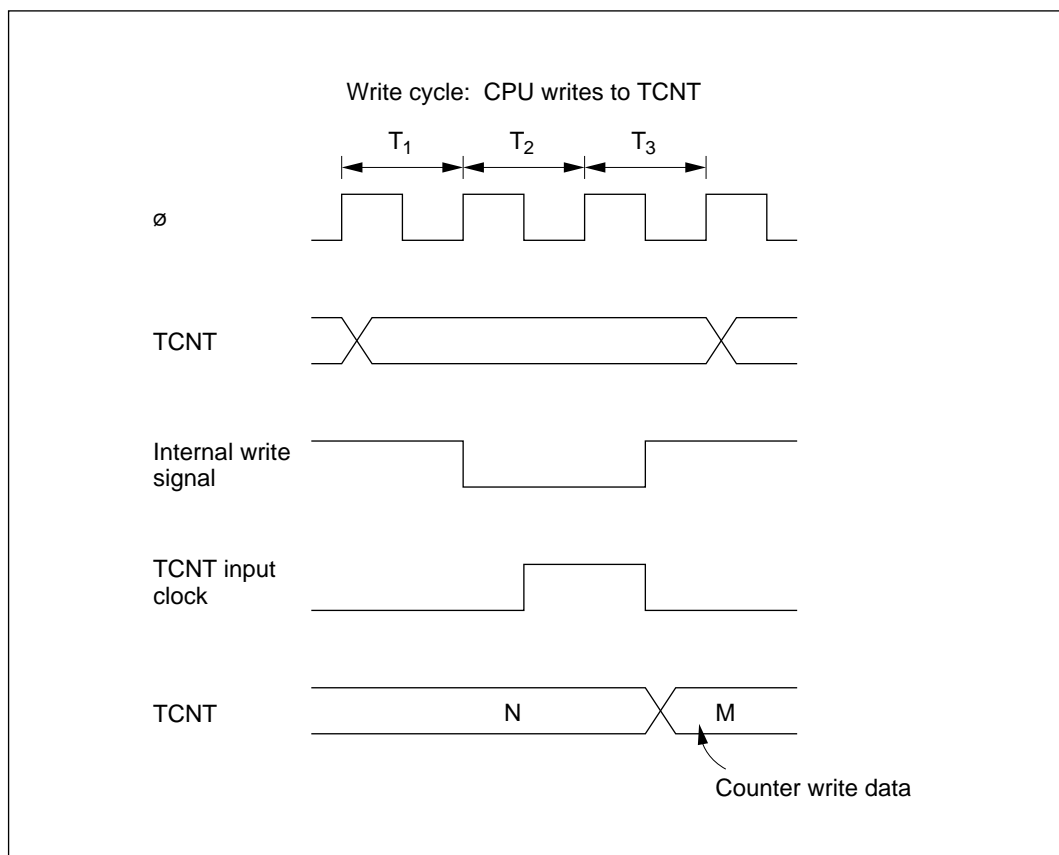 Write cycle: CPU writes to TCNT
T1 T2 T3
ø
TCNT
Internal write
signal
TCNT input
clock
TCNT N M
Counter write data